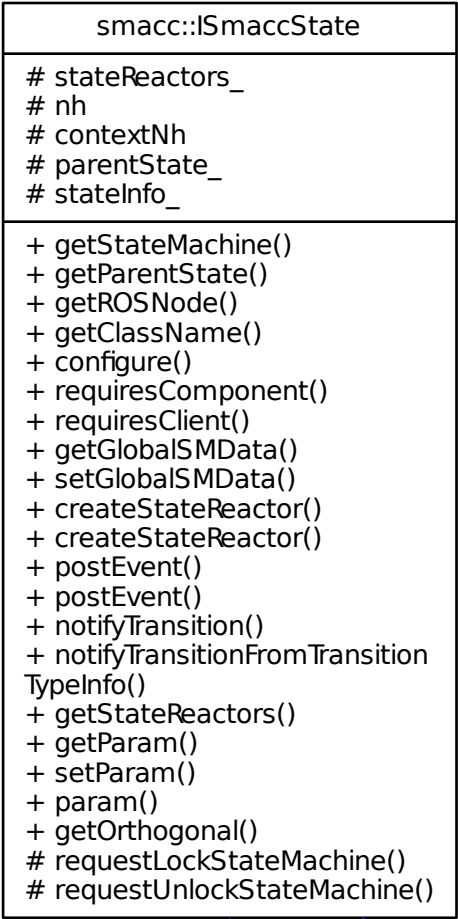 smacc::ISmaccState
# stateReactors_
# nh
# contextNh
# parentState_
# stateInfo_
+ getStateMachine()
+ getParentState()
+ getROSNode()
+ getClassName()
+ configure()
+ requiresComponent()
+ requiresClient()
+ getGlobalSMData()
+ setGlobalSMData()
+ createStateReactor()
+ createStateReactor()
+ postEvent()
+ postEvent()
+ notifyTransition()
+ notifyTransitionFromTransition
TypeInfo()
+ getStateReactors()
+ getParam()
+ setParam()
+ param()
+ getOrthogonal()
# requestLockStateMachine()
# requestUnlockStateMachine()